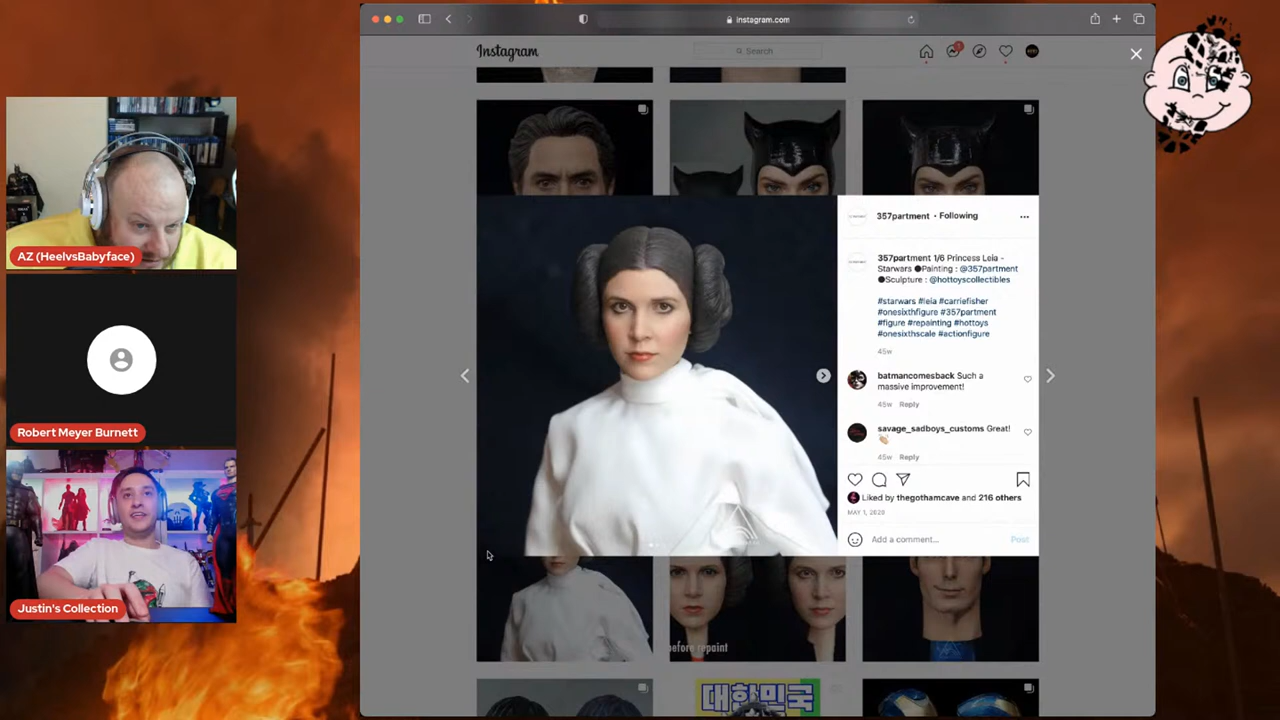 instagram.com
Instagram
Search
357partment • Following
357partment 1/6 Princess Leia -
Starwars ●Painting : @357partment
●Sculpture : @hottoyscollectibles
#starwars #leia #carriefisher
#onesixthfigure #357partment
#figure #repainting #hottoys
#onesixthscale #actionfigure
45w
batmancomesback Such a
massive improvement!
45w Reply
savage_sadboys_customs Great!
👏
45w Reply
Liked by thegothamcave and 216 others
MAY 1, 2020
Add a comment...
Post
before repaint
대한민국
AZ (HeelvsBabyface)
Robert Meyer Burnett
Justin's Collection